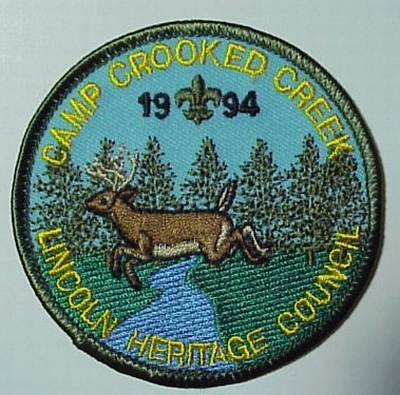 CAMP CROOKED CREEK
19 94
LINCOLN HERITAGE COUNCIL